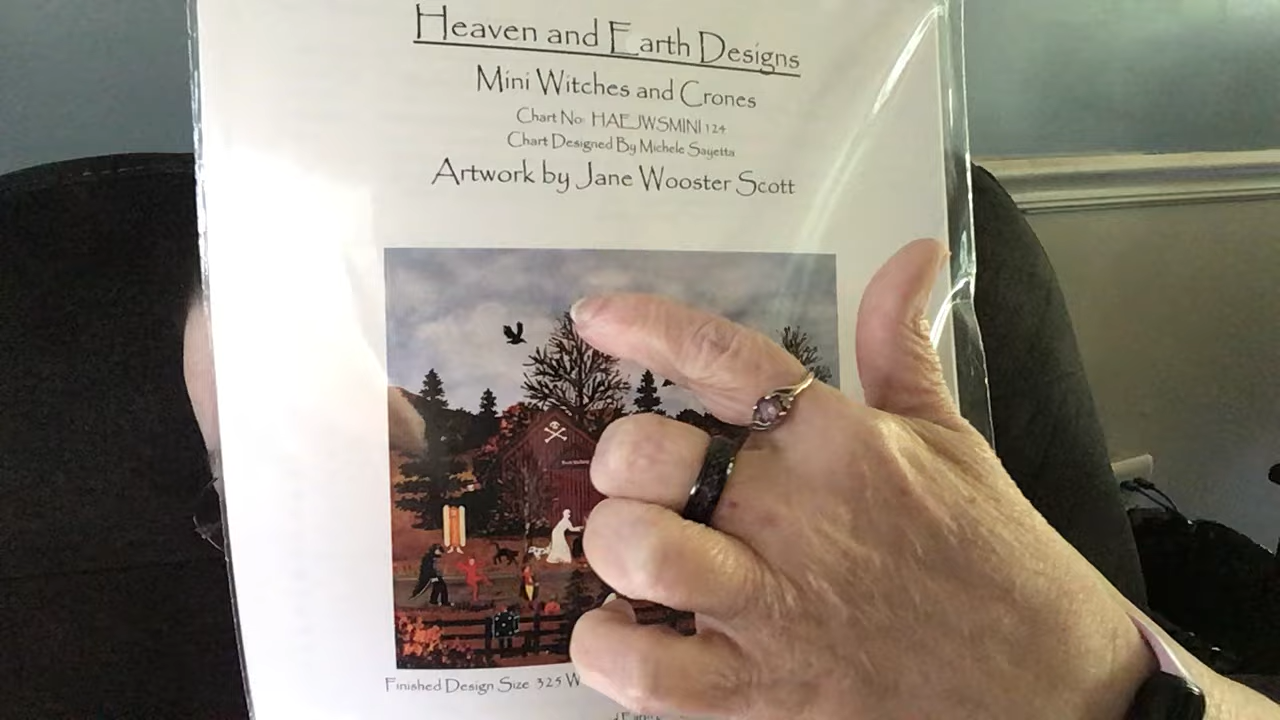 Heaven and Earth Designs
Mini Witches and Crones
Chart No: HAEJWSMINI 124
Chart Designed By Michele Sayetta
Artwork by Jane Wooster Scott
Finished Design Size 325 W